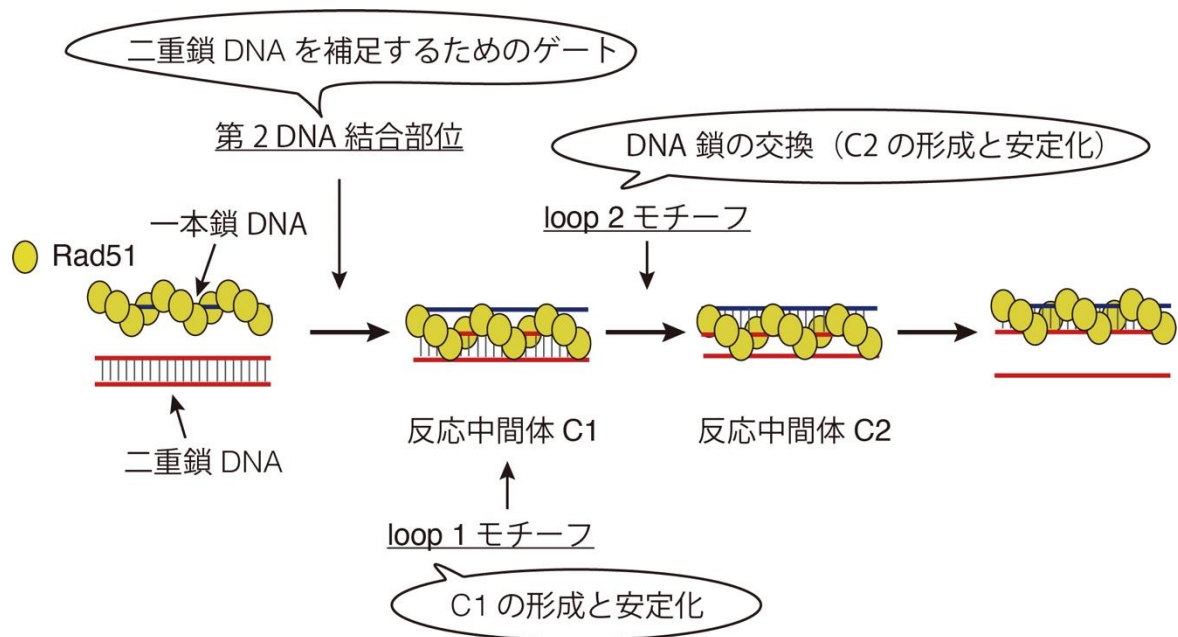 二重鎖 DNA を補足するためのゲート
第 2 DNA 結合部位
DNA 鎖の交換（C2 の形成と安定化）
loop 2 モチーフ
一本鎖 DNA
Rad51
反応中間体 C1
反応中間体 C2
二重鎖 DNA
loop 1 モチーフ
C1 の形成と安定化